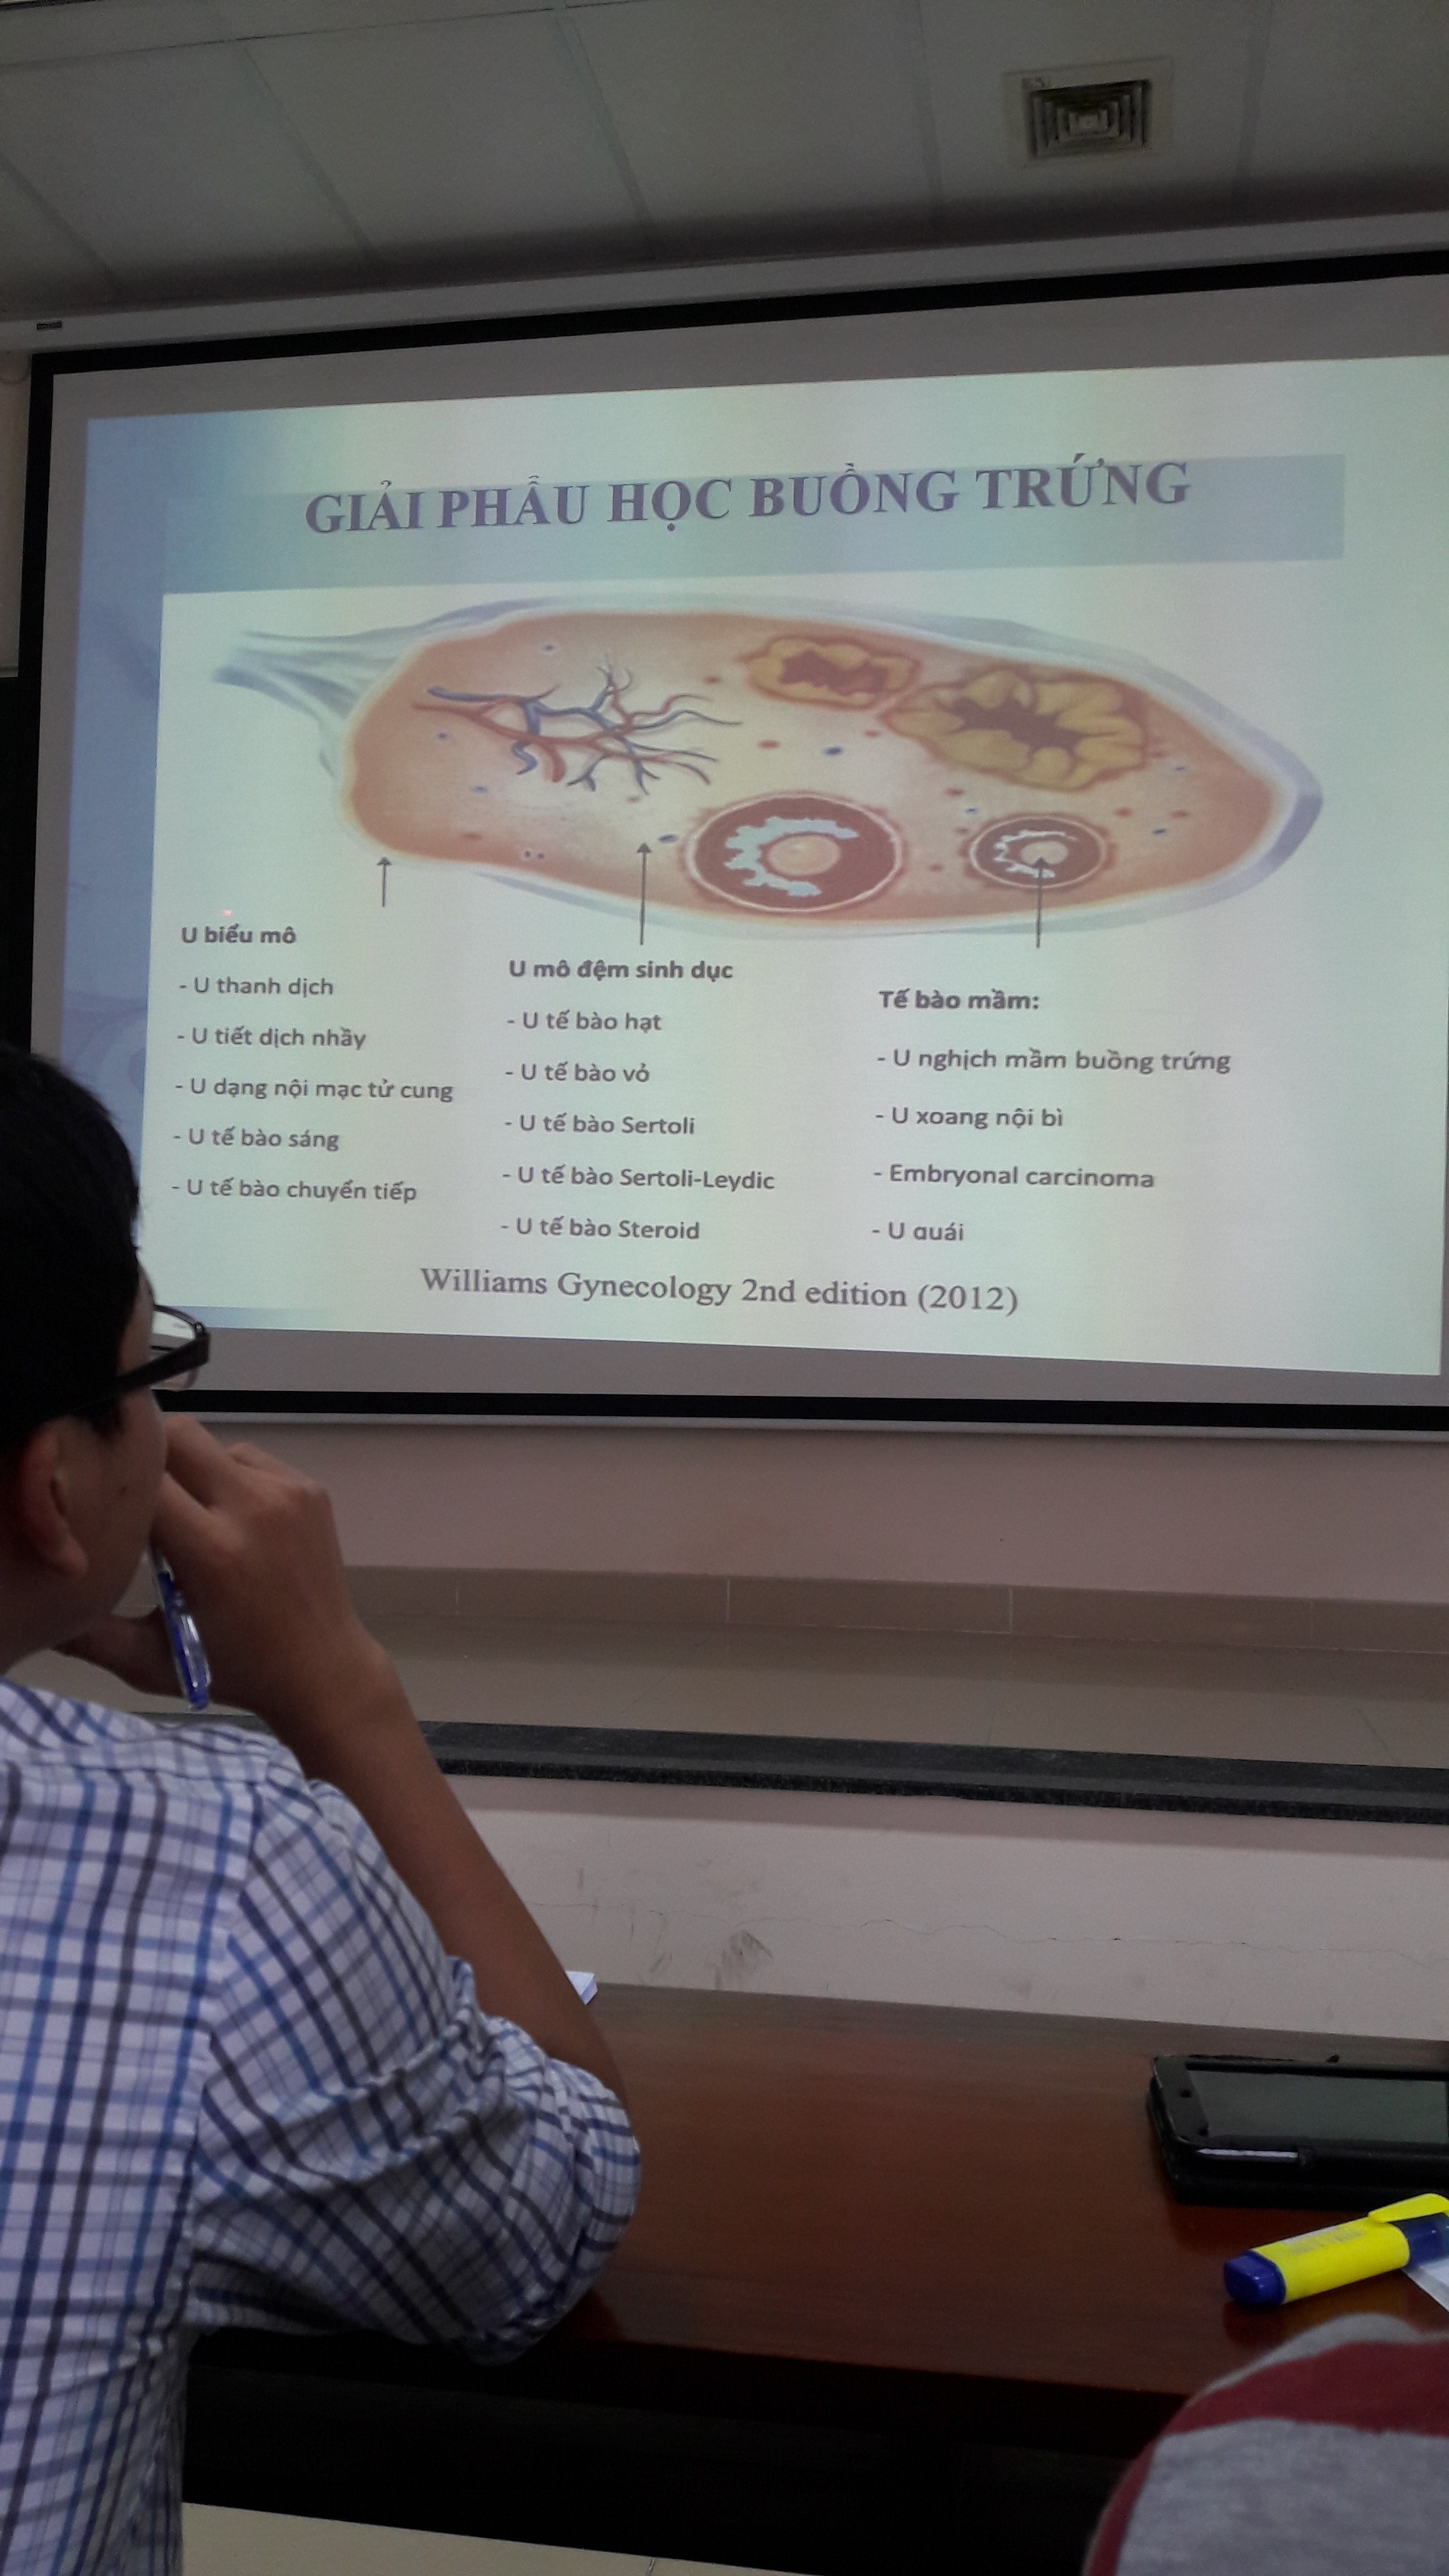 GIẢI PHẪU HỌC BUỒNG TRỨNG
U biểu mô
- U thanh dịch
- U tiết dịch nhầy
- U dạng nội mạc tử cung
- U tế bào sáng
- U tế bào chuyển tiếp
U mô đệm sinh dục
- U tế bào hạt
- U tế bào vỏ
- U tế bào Sertoli
- U tế bào Sertoli-Leydic
- U tế bào Steroid
Tế bào mầm:
- U nghịch mầm buồng trứng
- U xoang nội bì
- Embryonal carcinoma
- U quái
Williams Gynecology 2nd edition (2012)